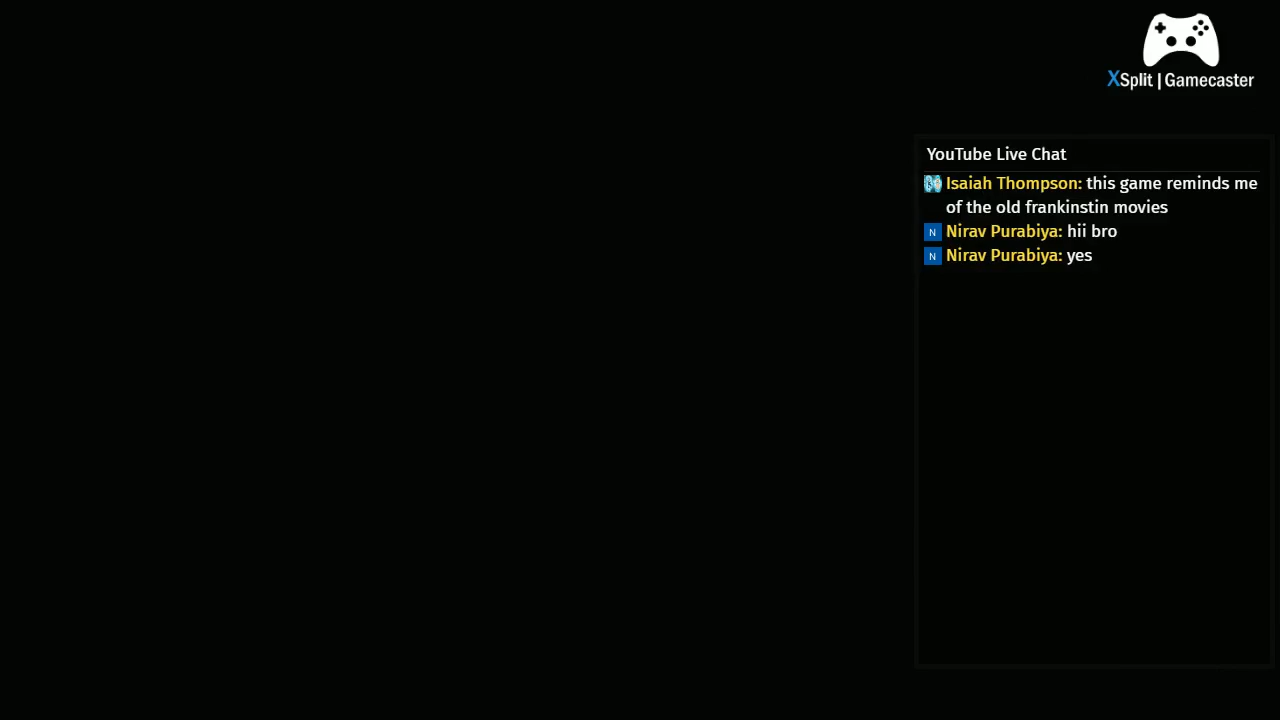 XSplit | Gamecaster
YouTube Live Chat
Isaiah Thompson: this game reminds me
of the old frankinstin movies
N Nirav Purabiya: hii bro
N Nirav Purabiya: yes